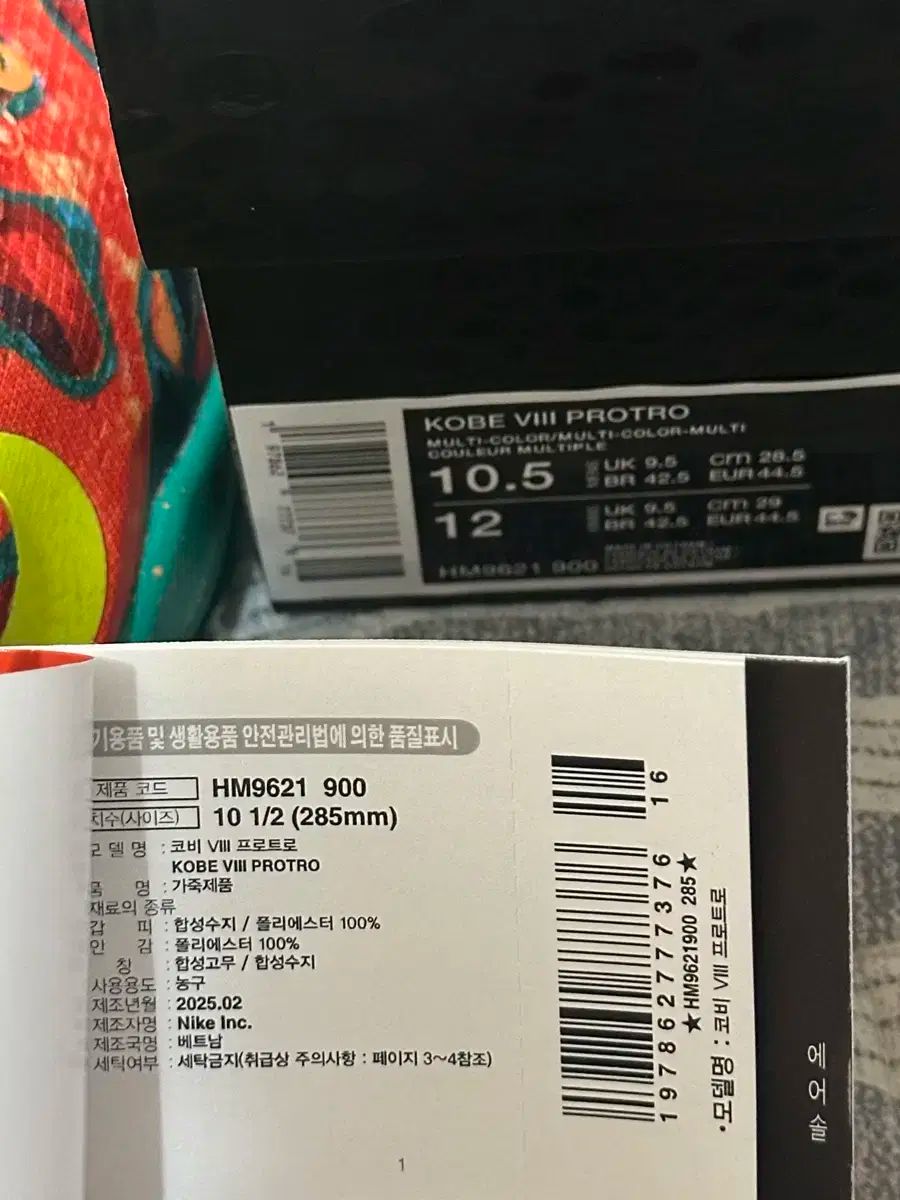 KOBE VIII PROTRO
MULTI-COLOR/MULTI-COLOR-MULTI
COULEUR MULTIPLE
10.5 UK 9.5 cm 28.5
BR 42.5 EUR 44.5
12 UK 9.5 cm 29
BR 42.5 EUR 44.5
HM9621 900
기용품 및 생활용품 안전관리법에 의한 품질표시
제품 코드 HM9621 900
치수(사이즈) 10 1/2 (285mm)
모 델 명 : 코비 VIII 프로트로
KOBE VIII PROTRO
품 명 : 가죽제품
재료의 종류
갑 피 : 합성수지 / 폴리에스터 100%
안 감 : 폴리에스터 100%
창 : 합성고무 / 합성수지
사용용도 : 농구
제조년월 : 2025.02
제조자명 : Nike Inc.
제조국명 : 베트남
세탁여부 : 세탁금지(취급상 주의사항 : 페이지 3~4참조)
1
16
197862777376
★HM9621900 285★
·모델명 : 코비 VIII 프로트로
에어솔